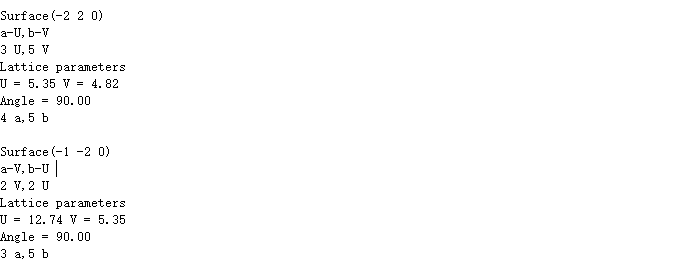 Surface(-2 2 0)
a-U,b-V
3 U,5 V
Lattice parameters
U = 5.35 V = 4.82
Angle = 90.00
4 a,5 b
Surface(-1 -2 0)
a-V,b-U
2 V,2 U
Lattice parameters
U = 12.74 V = 5.35
Angle = 90.00
3 a,5 b